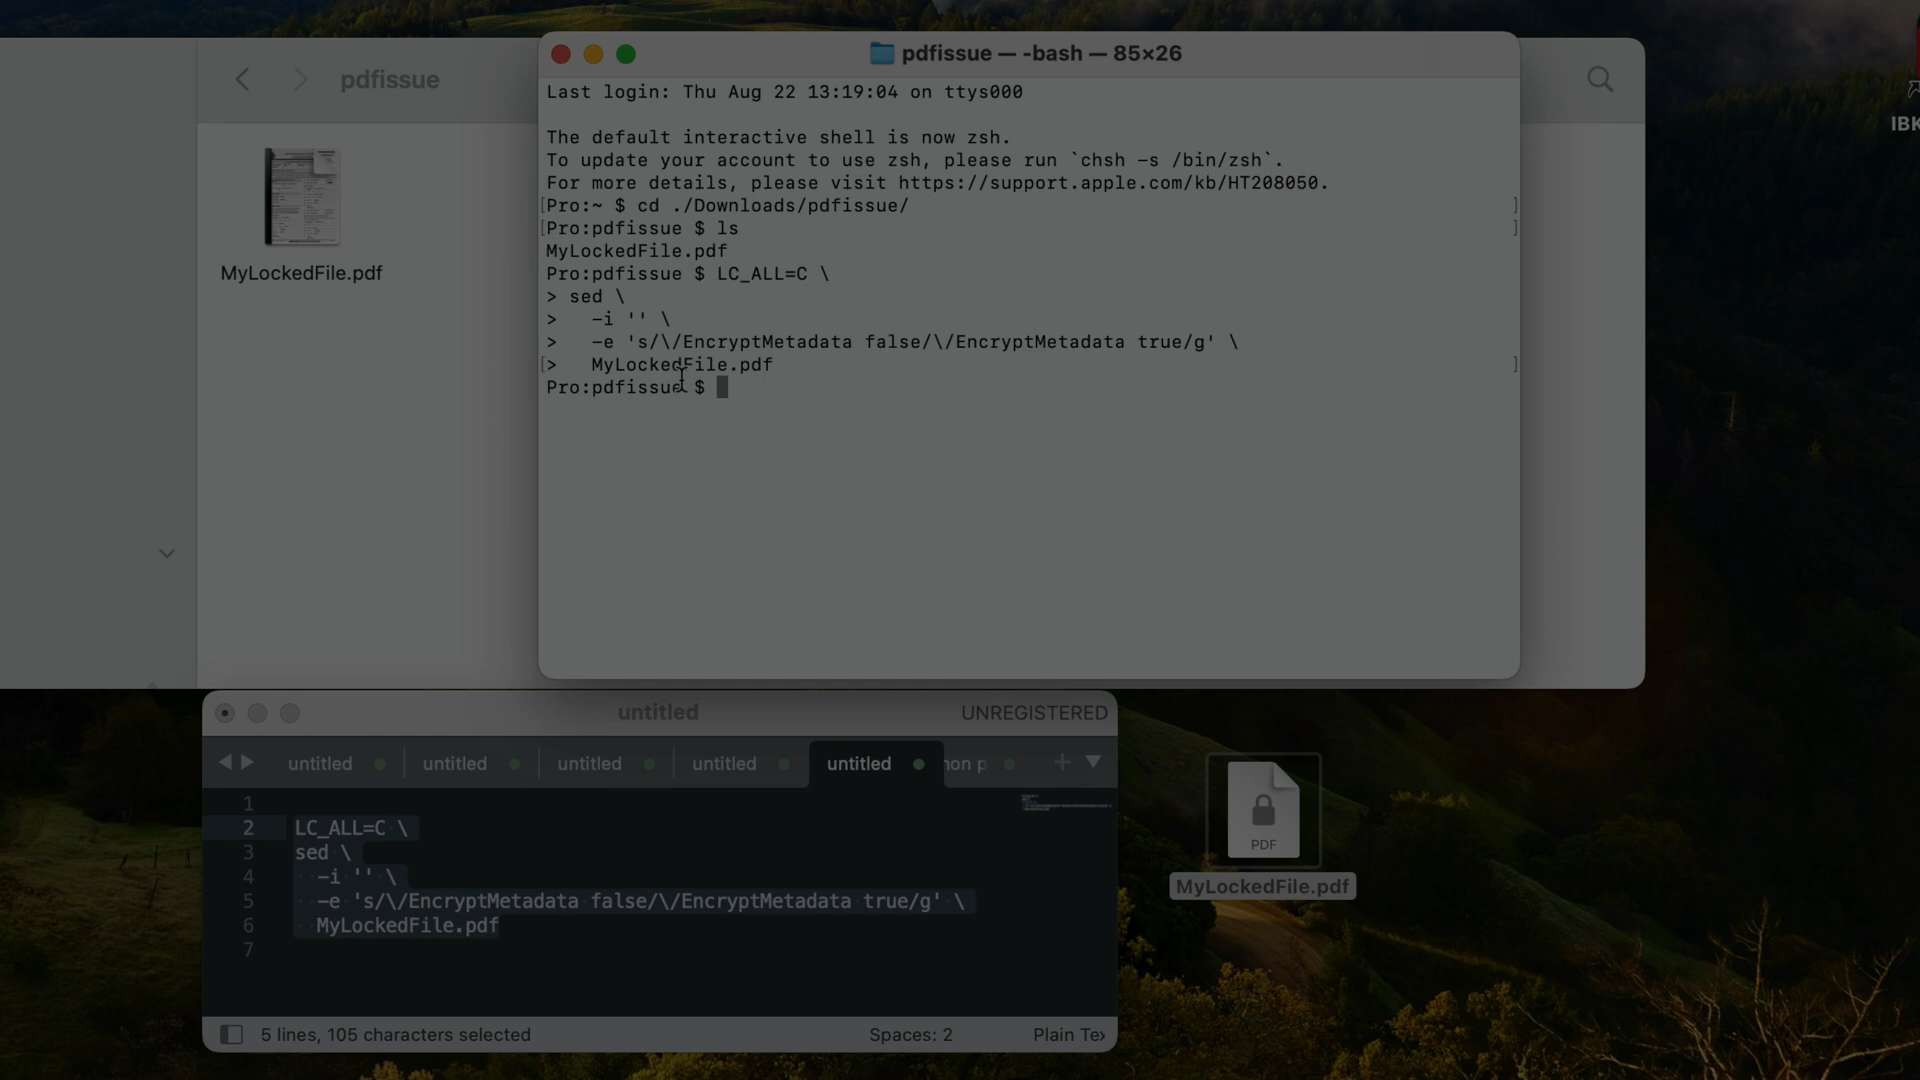 pdfissue
IBK
MyLockedFile.pdf
pdfissue — -bash — 85×26
Last login: Thu Aug 22 13:19:04 on ttys000
The default interactive shell is now zsh.
To update your account to use zsh, please run `chsh -s /bin/zsh`.
For more details, please visit https://support.apple.com/kb/HT208050.
[Pro:~ $ cd ./Downloads/pdfissue/ ]
[Pro:pdfissue $ ls ]
MyLockedFile.pdf
Pro:pdfissue $ LC_ALL=C \
> sed \
>   -i '' \
>   -e 's/\/EncryptMetadata false/\/EncryptMetadata true/g' \
[>   MyLockedFile.pdf ]
Pro:pdfissue $
untitled UNREGISTERED
untitled untitled untitled untitled untitled non p
1
2 LC_ALL=C \
3 sed \
4   -i '' \
5   -e 's/\/EncryptMetadata false/\/EncryptMetadata true/g' \
6   MyLockedFile.pdf
7
5 lines, 105 characters selected Spaces: 2 Plain Tex
PDF
MyLockedFile.pdf